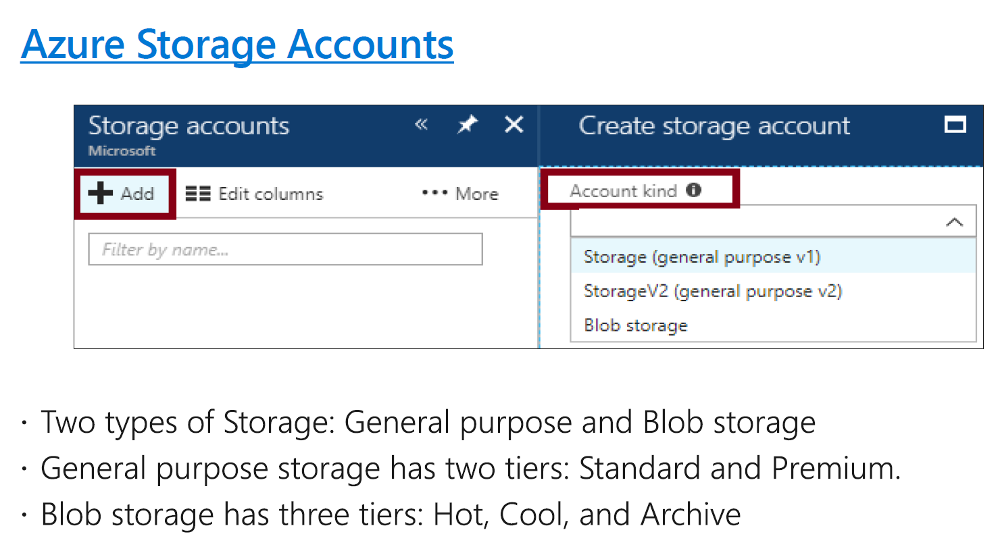 Azure Storage Accounts
Storage accounts
Microsoft
Create storage account
Add
Edit columns
More
Account kind
Filter by name...
Storage (general purpose v1)
StorageV2 (general purpose v2)
Blob storage
· Two types of Storage: General purpose and Blob storage
· General purpose storage has two tiers: Standard and Premium.
· Blob storage has three tiers: Hot, Cool, and Archive